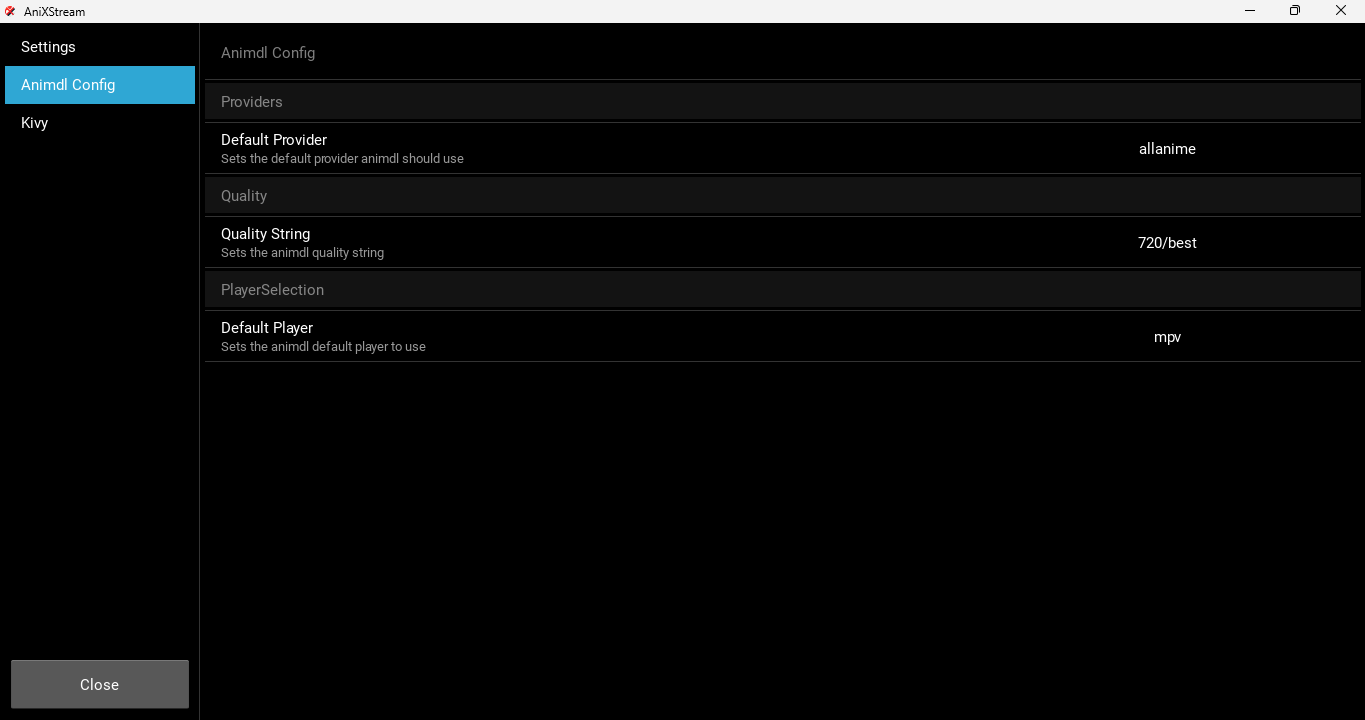 AniXStream
Settings
Animdl Config
Kivy
Close
Animdl Config
Providers
Default Provider
Sets the default provider animdl should use
allanime
Quality
Quality String
Sets the animdl quality string
720/best
PlayerSelection
Default Player
Sets the animdl default player to use
mpv